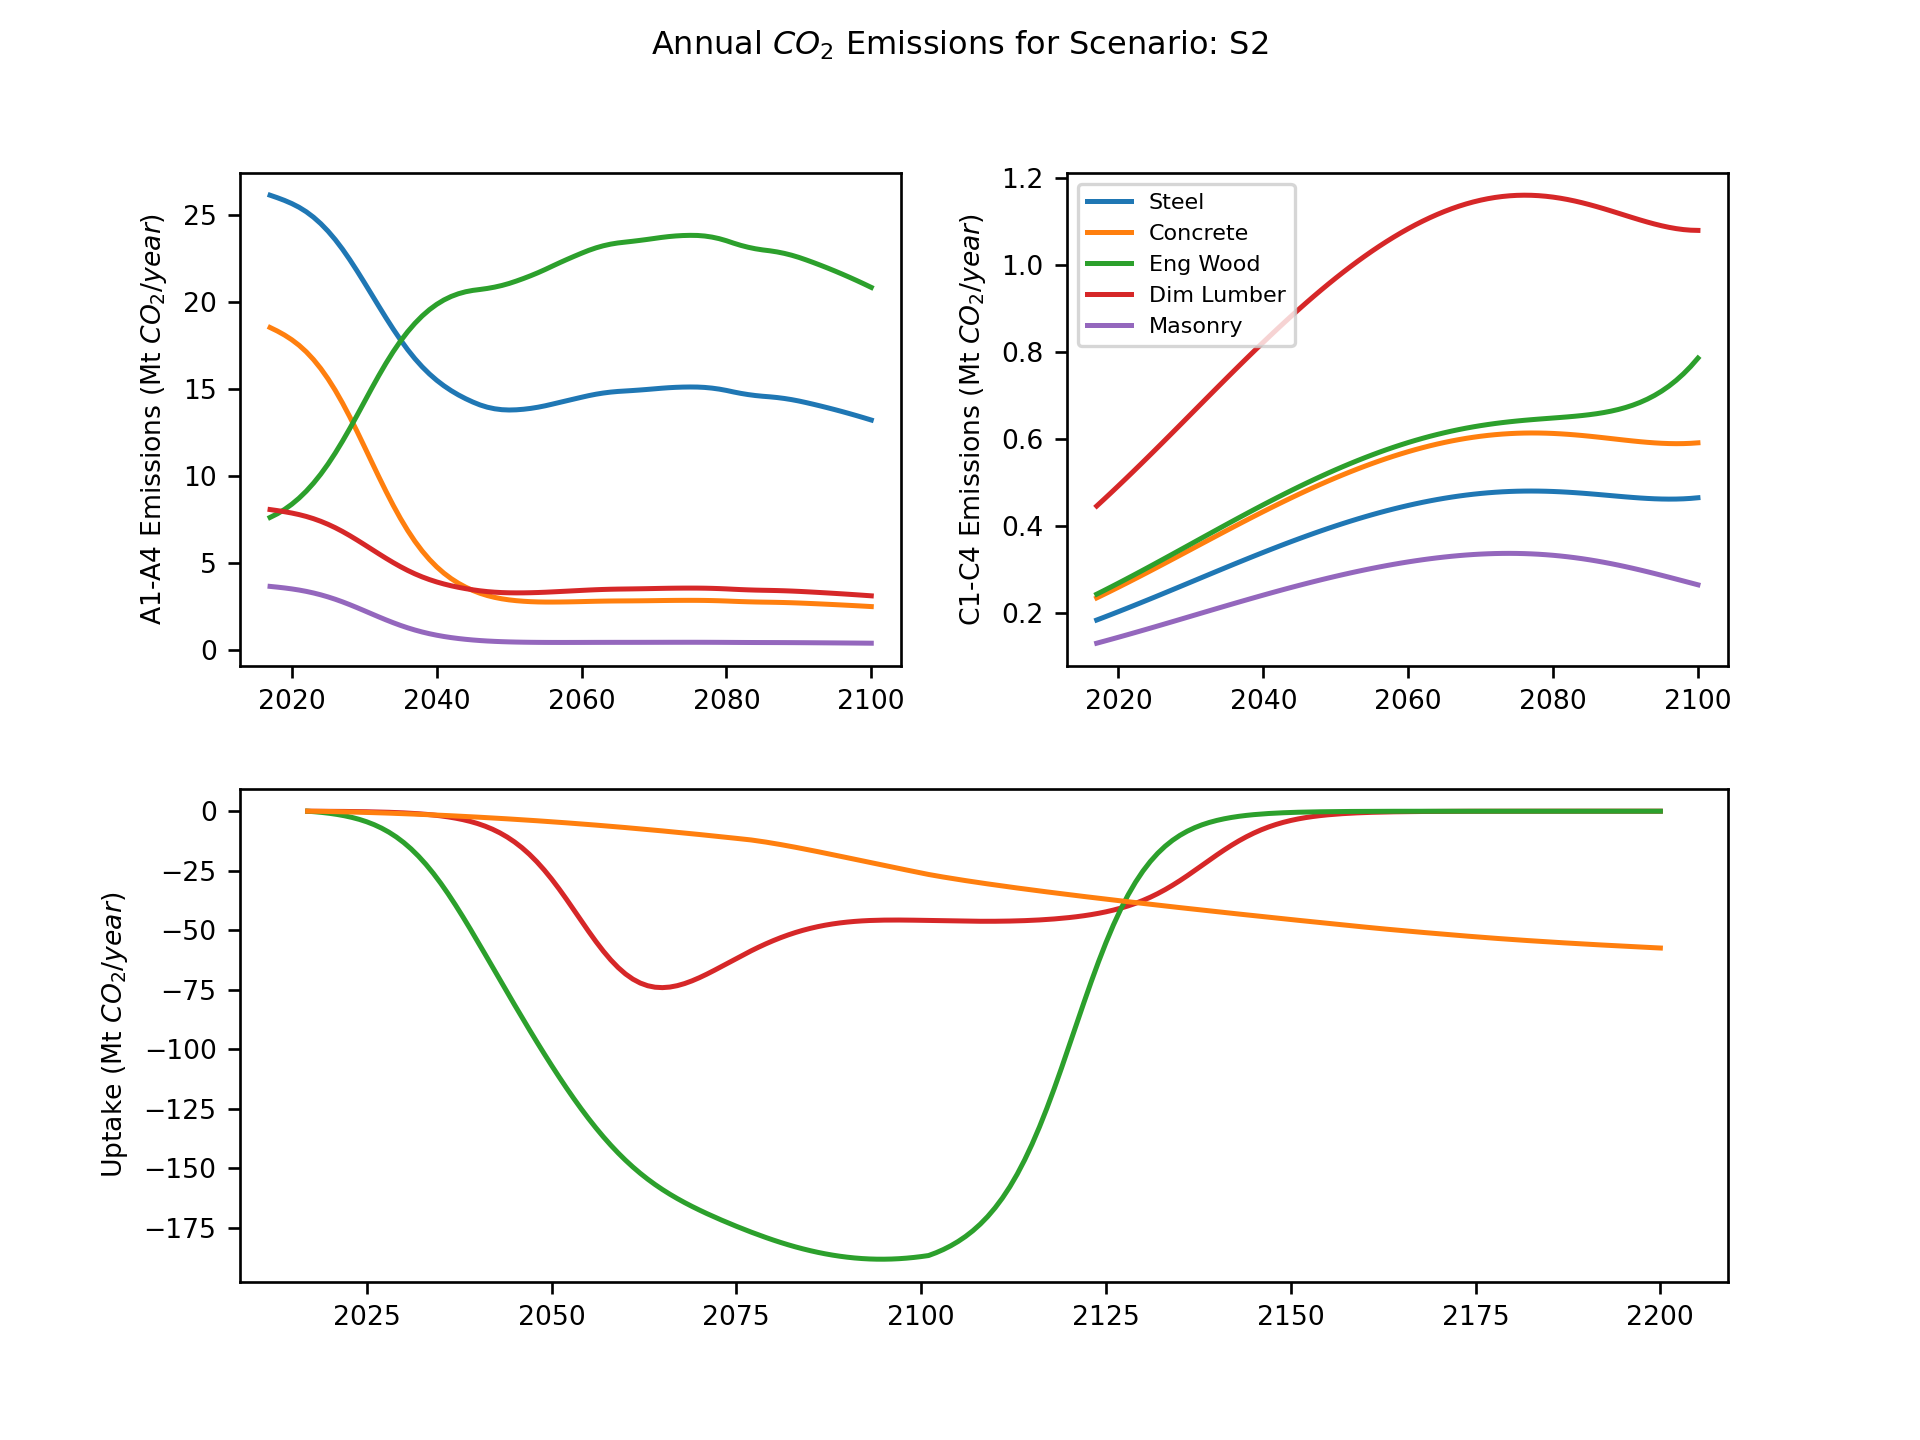 Annual CO₂ Emissions for Scenario: S2
A1-A4 Emissions (Mt CO₂/year)
25
20
15
10
5
0
2020 2040 2060 2080 2100
C1-C4 Emissions (Mt CO₂/year)
1.2
1.0
0.8
0.6
0.4
0.2
Steel
Concrete
Eng Wood
Dim Lumber
Masonry
2020 2040 2060 2080 2100
Uptake (Mt CO₂/year)
0
−25
−50
−75
−100
−125
−150
−175
2025 2050 2075 2100 2125 2150 2175 2200